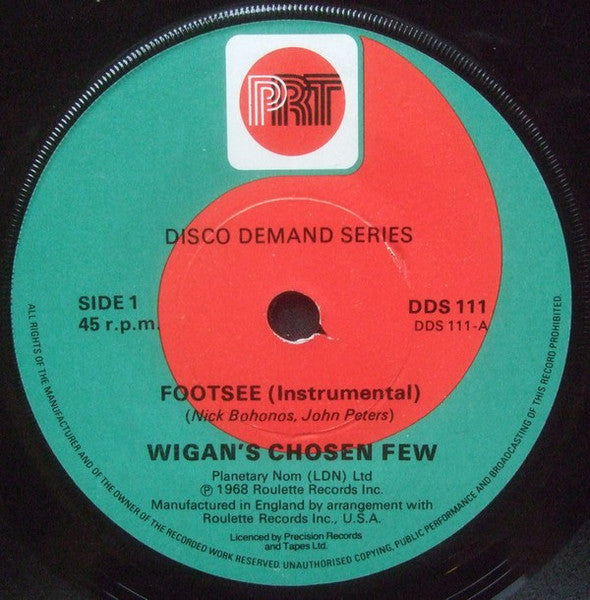 PRT
DISCO DEMAND SERIES
SIDE 1
45 r.p.m.
DDS 111
DDS 111-A
FOOTSEE (Instrumental)
(Nick Bohonos, John Peters)
WIGAN'S CHOSEN FEW
Planetary Nom (LDN) Ltd
℗ 1968 Roulette Records Inc.
Manufactured in England by arrangement with
Roulette Records Inc., U.S.A.
Licenced by Precision Records
and Tapes Ltd.
ALL RIGHTS OF THE MANUFACTURER AND OF THE OWNER OF THE RECORDED WORK RESERVED. UNAUTHORISED COPYING, PUBLIC PERFORMANCE AND BROADCASTING OF THIS RECORD PROHIBITED.